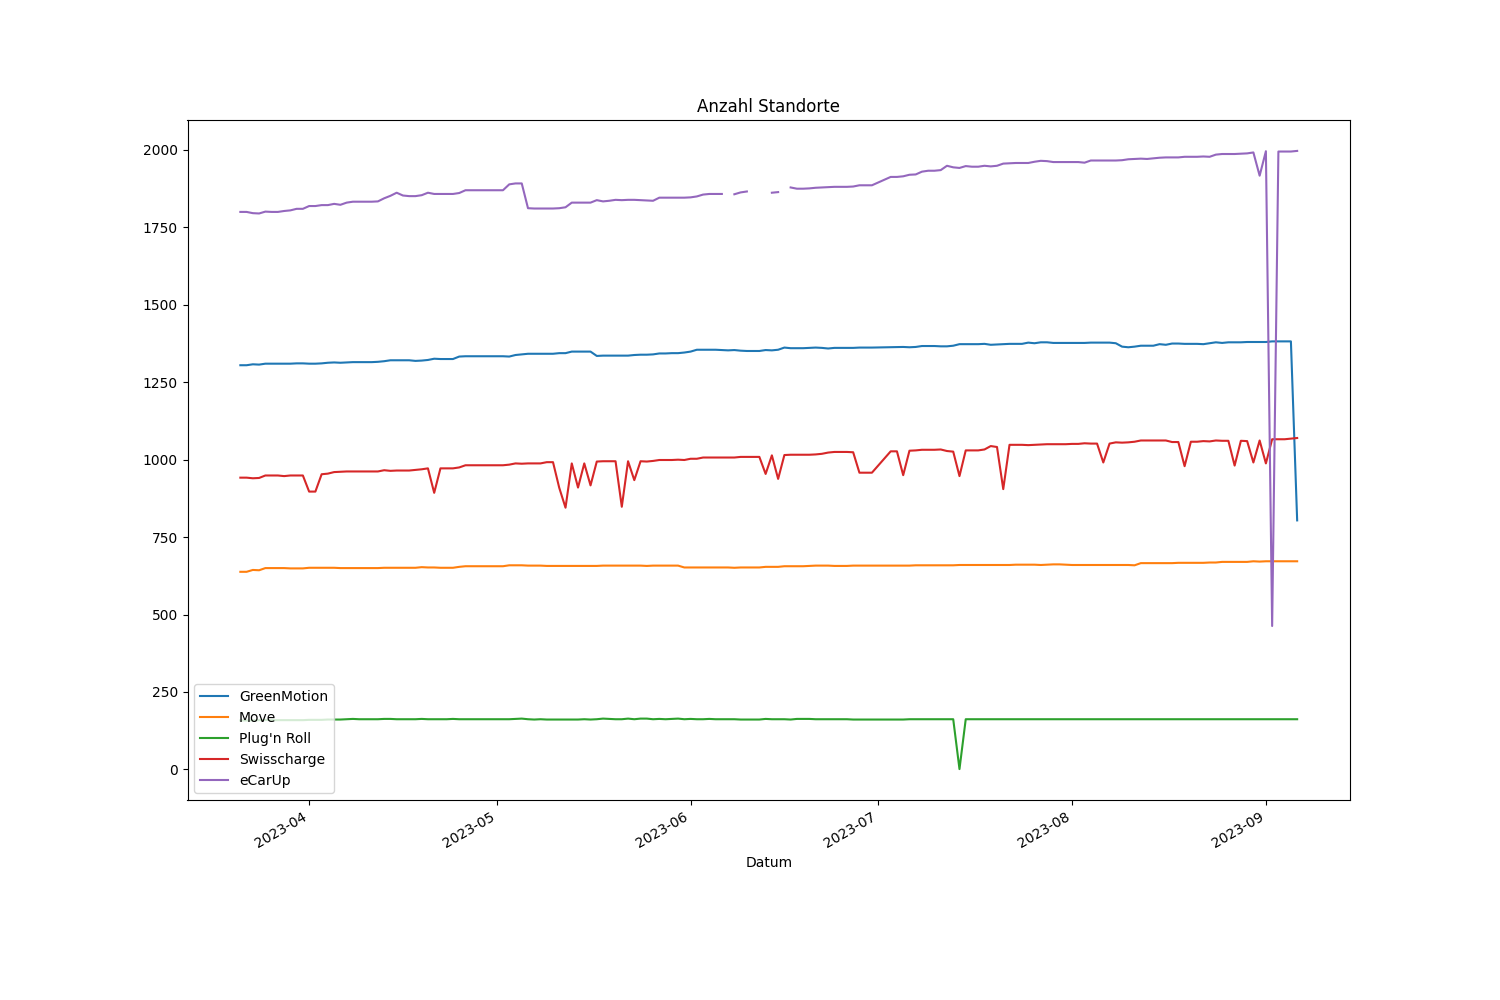 Anzahl Standorte
2000
1750
1500
1250
1000
750
500
250
0
GreenMotion
Move
Plug'n Roll
Swisscharge
eCarUp
2023-04
2023-05
2023-06
2023-07
2023-08
2023-09
Datum